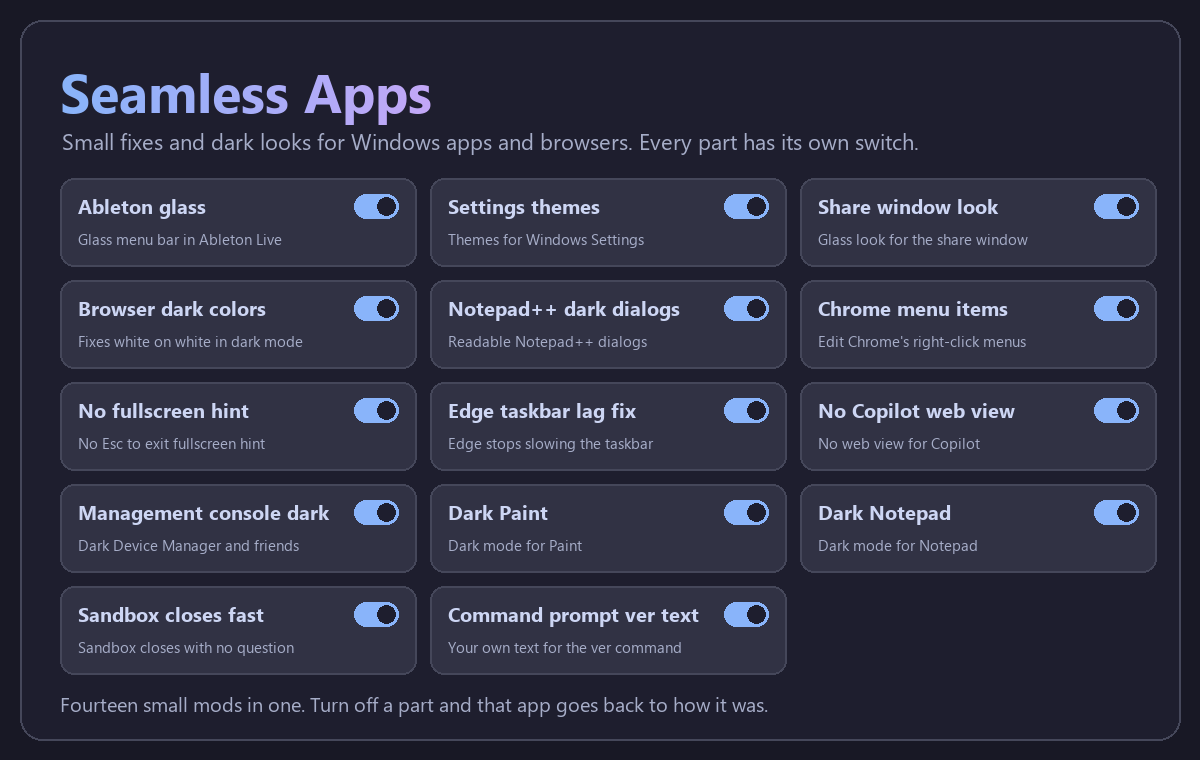 Seamless Apps
Small fixes and dark looks for Windows apps and browsers. Every part has its own switch.
Ableton glass
Glass menu bar in Ableton Live
Settings themes
Themes for Windows Settings
Share window look
Glass look for the share window
Browser dark colors
Fixes white on white in dark mode
Notepad++ dark dialogs
Readable Notepad++ dialogs
Chrome menu items
Edit Chrome's right-click menus
No fullscreen hint
No Esc to exit fullscreen hint
Edge taskbar lag fix
Edge stops slowing the taskbar
No Copilot web view
No web view for Copilot
Management console dark
Dark Device Manager and friends
Dark Paint
Dark mode for Paint
Dark Notepad
Dark mode for Notepad
Sandbox closes fast
Sandbox closes with no question
Command prompt ver text
Your own text for the ver command
Fourteen small mods in one. Turn off a part and that app goes back to how it was.